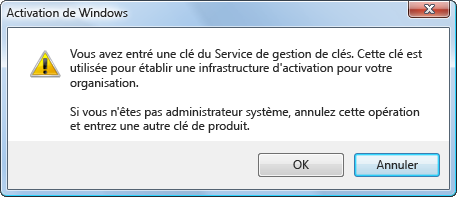 Activation de Windows
Vous avez entré une clé du Service de gestion de clés. Cette clé est
utilisée pour établir une infrastructure d'activation pour votre
organisation.
Si vous n'êtes pas administrateur système, annulez cette opération
et entrez une autre clé de produit.
OK
Annuler